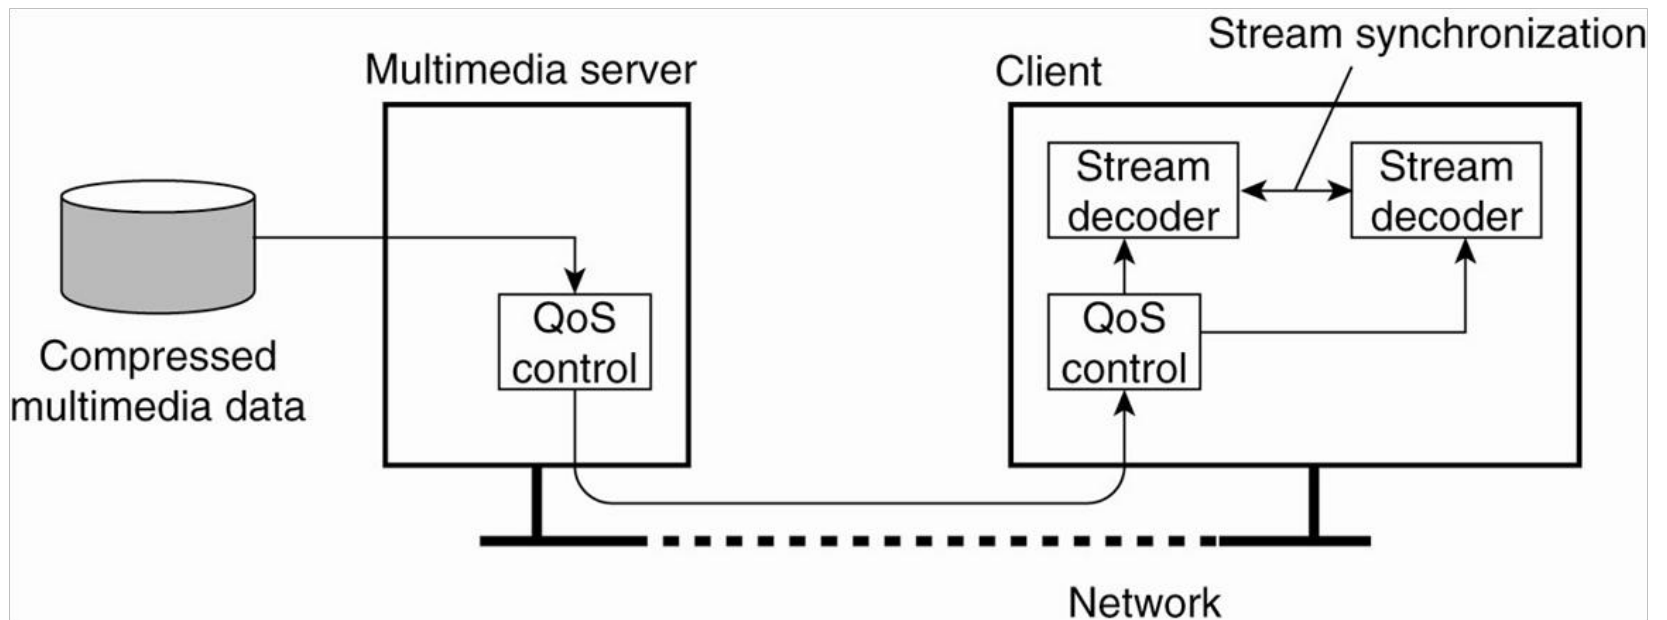 Stream synchronization
Multimedia server
Client
Stream
decoder
Stream
decoder
QoS
control
QoS
control
Compressed
multimedia data
Network